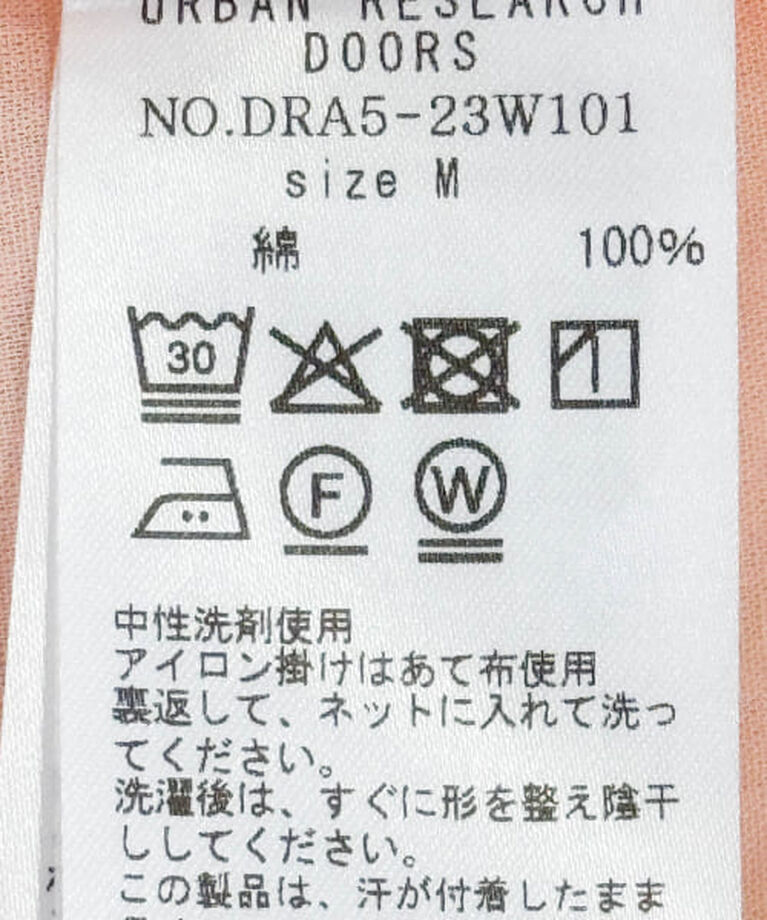 URBAN RESEARCH
DOORS
NO.DRA5-23W101
size M
綿 100%
30
F W
中性洗剤使用
アイロン掛けはあて布使用
裏返して、ネットに入れて洗っ
てください。
洗濯後は、すぐに形を整え陰干
ししてください。
この製品は、汗が付着したまま